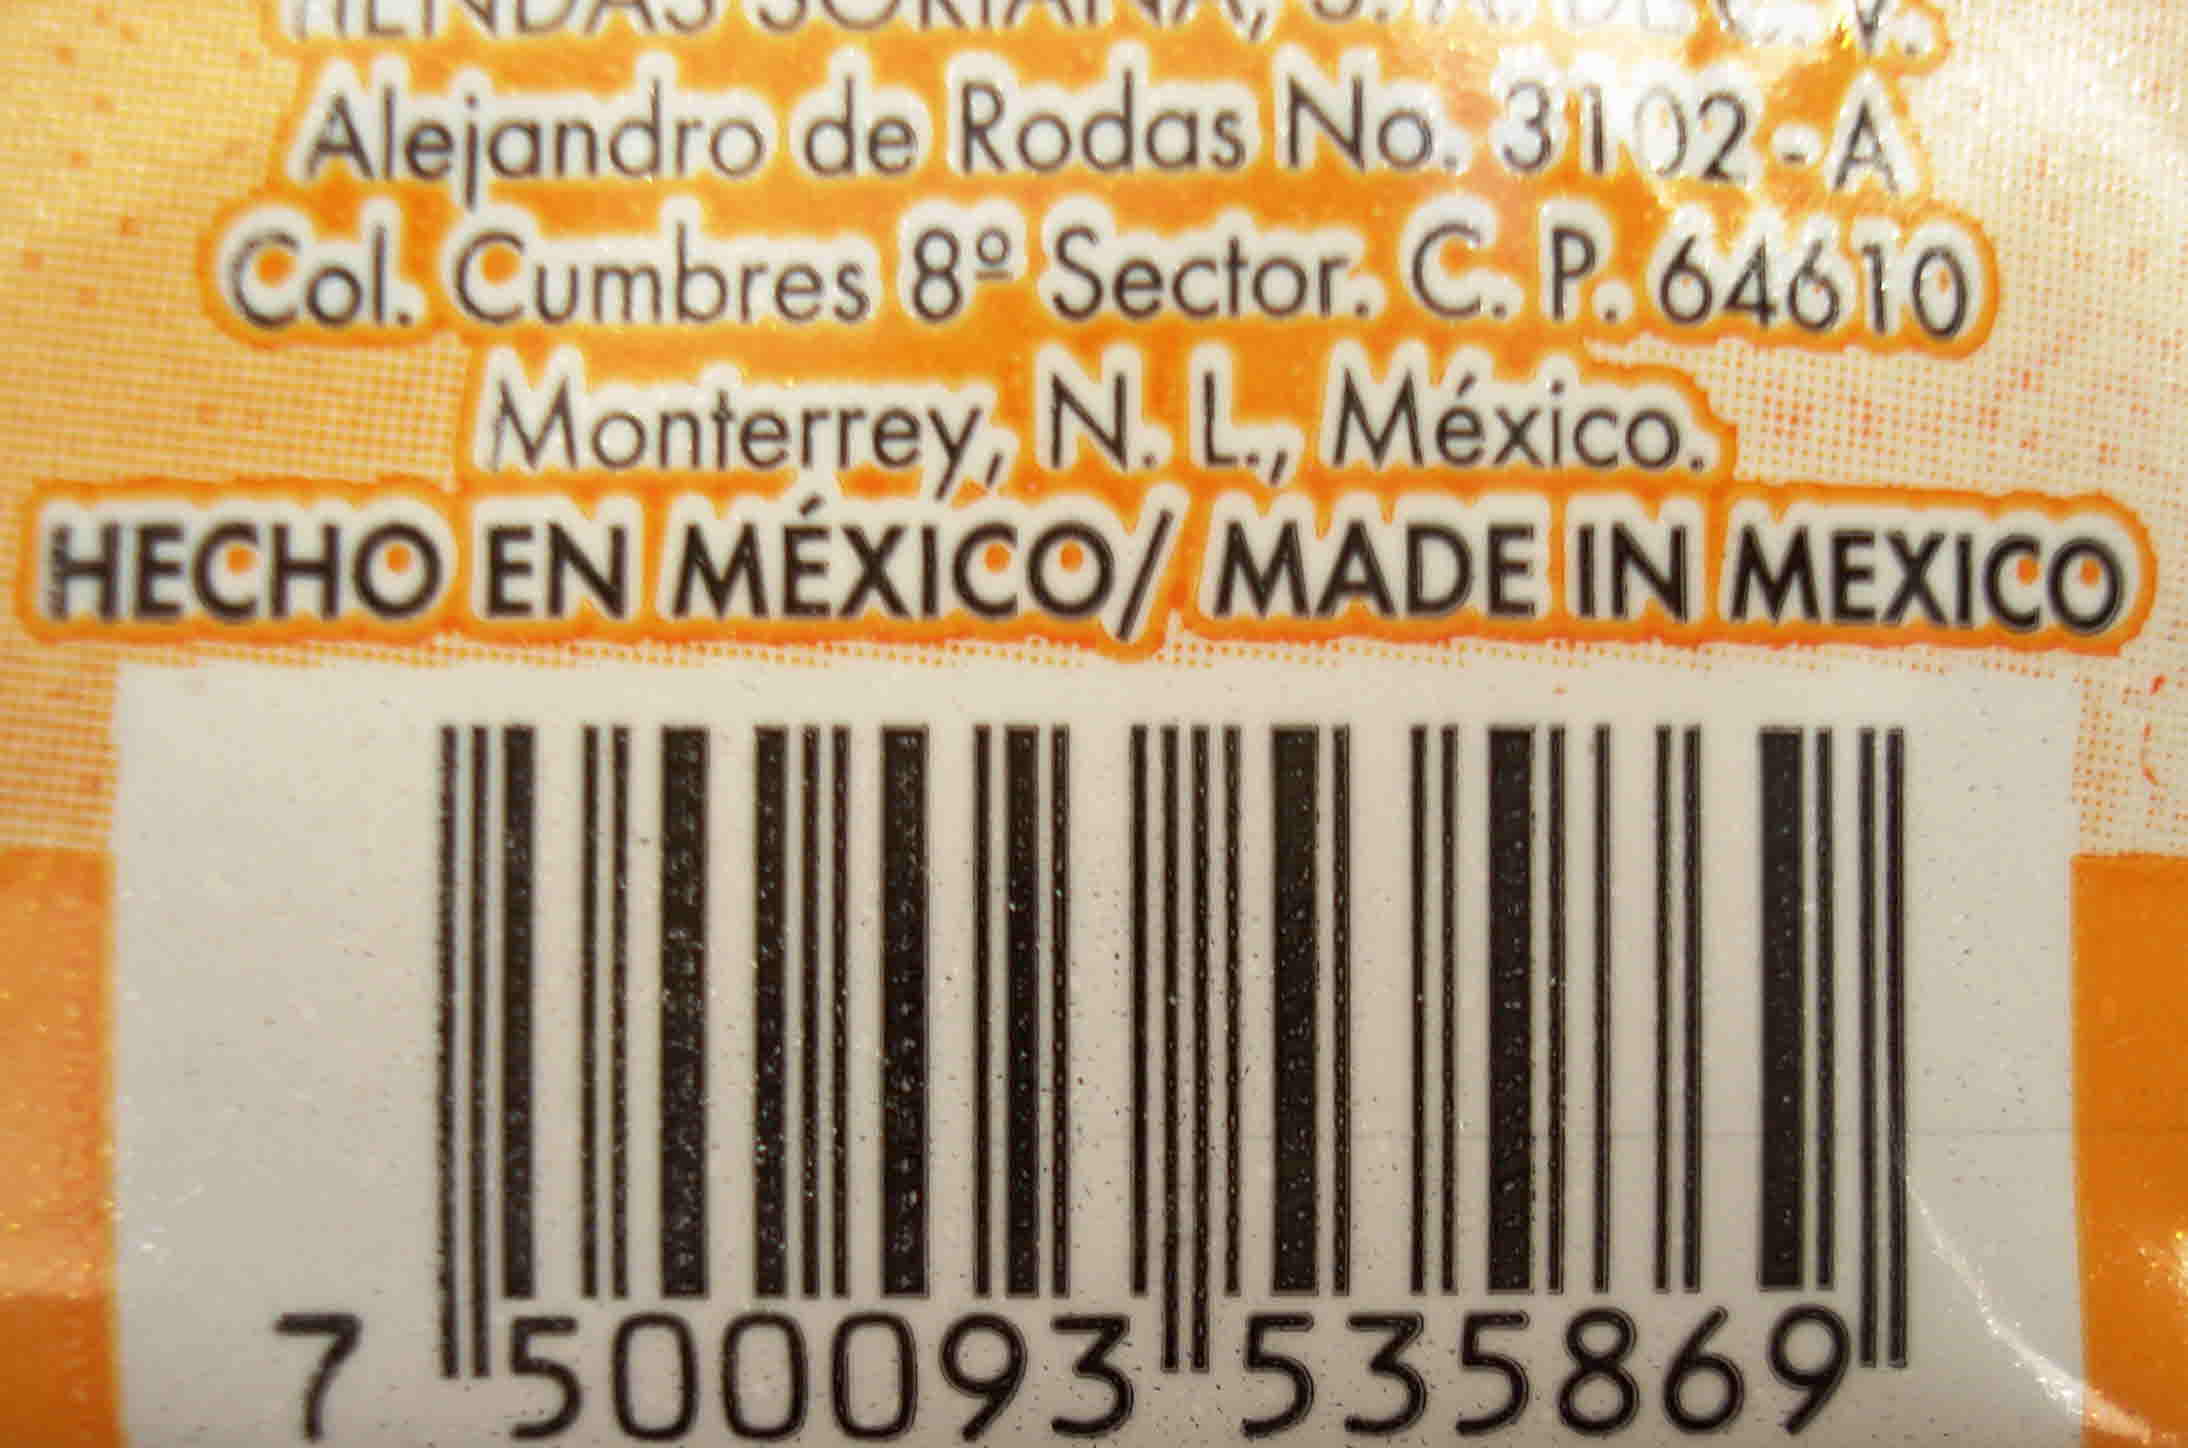 TIENDAS SORIANA, S. A. DE C. V.
Alejandro de Rodas No. 3102 - A
Col. Cumbres 8º Sector. C. P. 64610
Monterrey, N. L., México.
HECHO EN MÉXICO/ MADE IN MEXICO
7 500093 535869